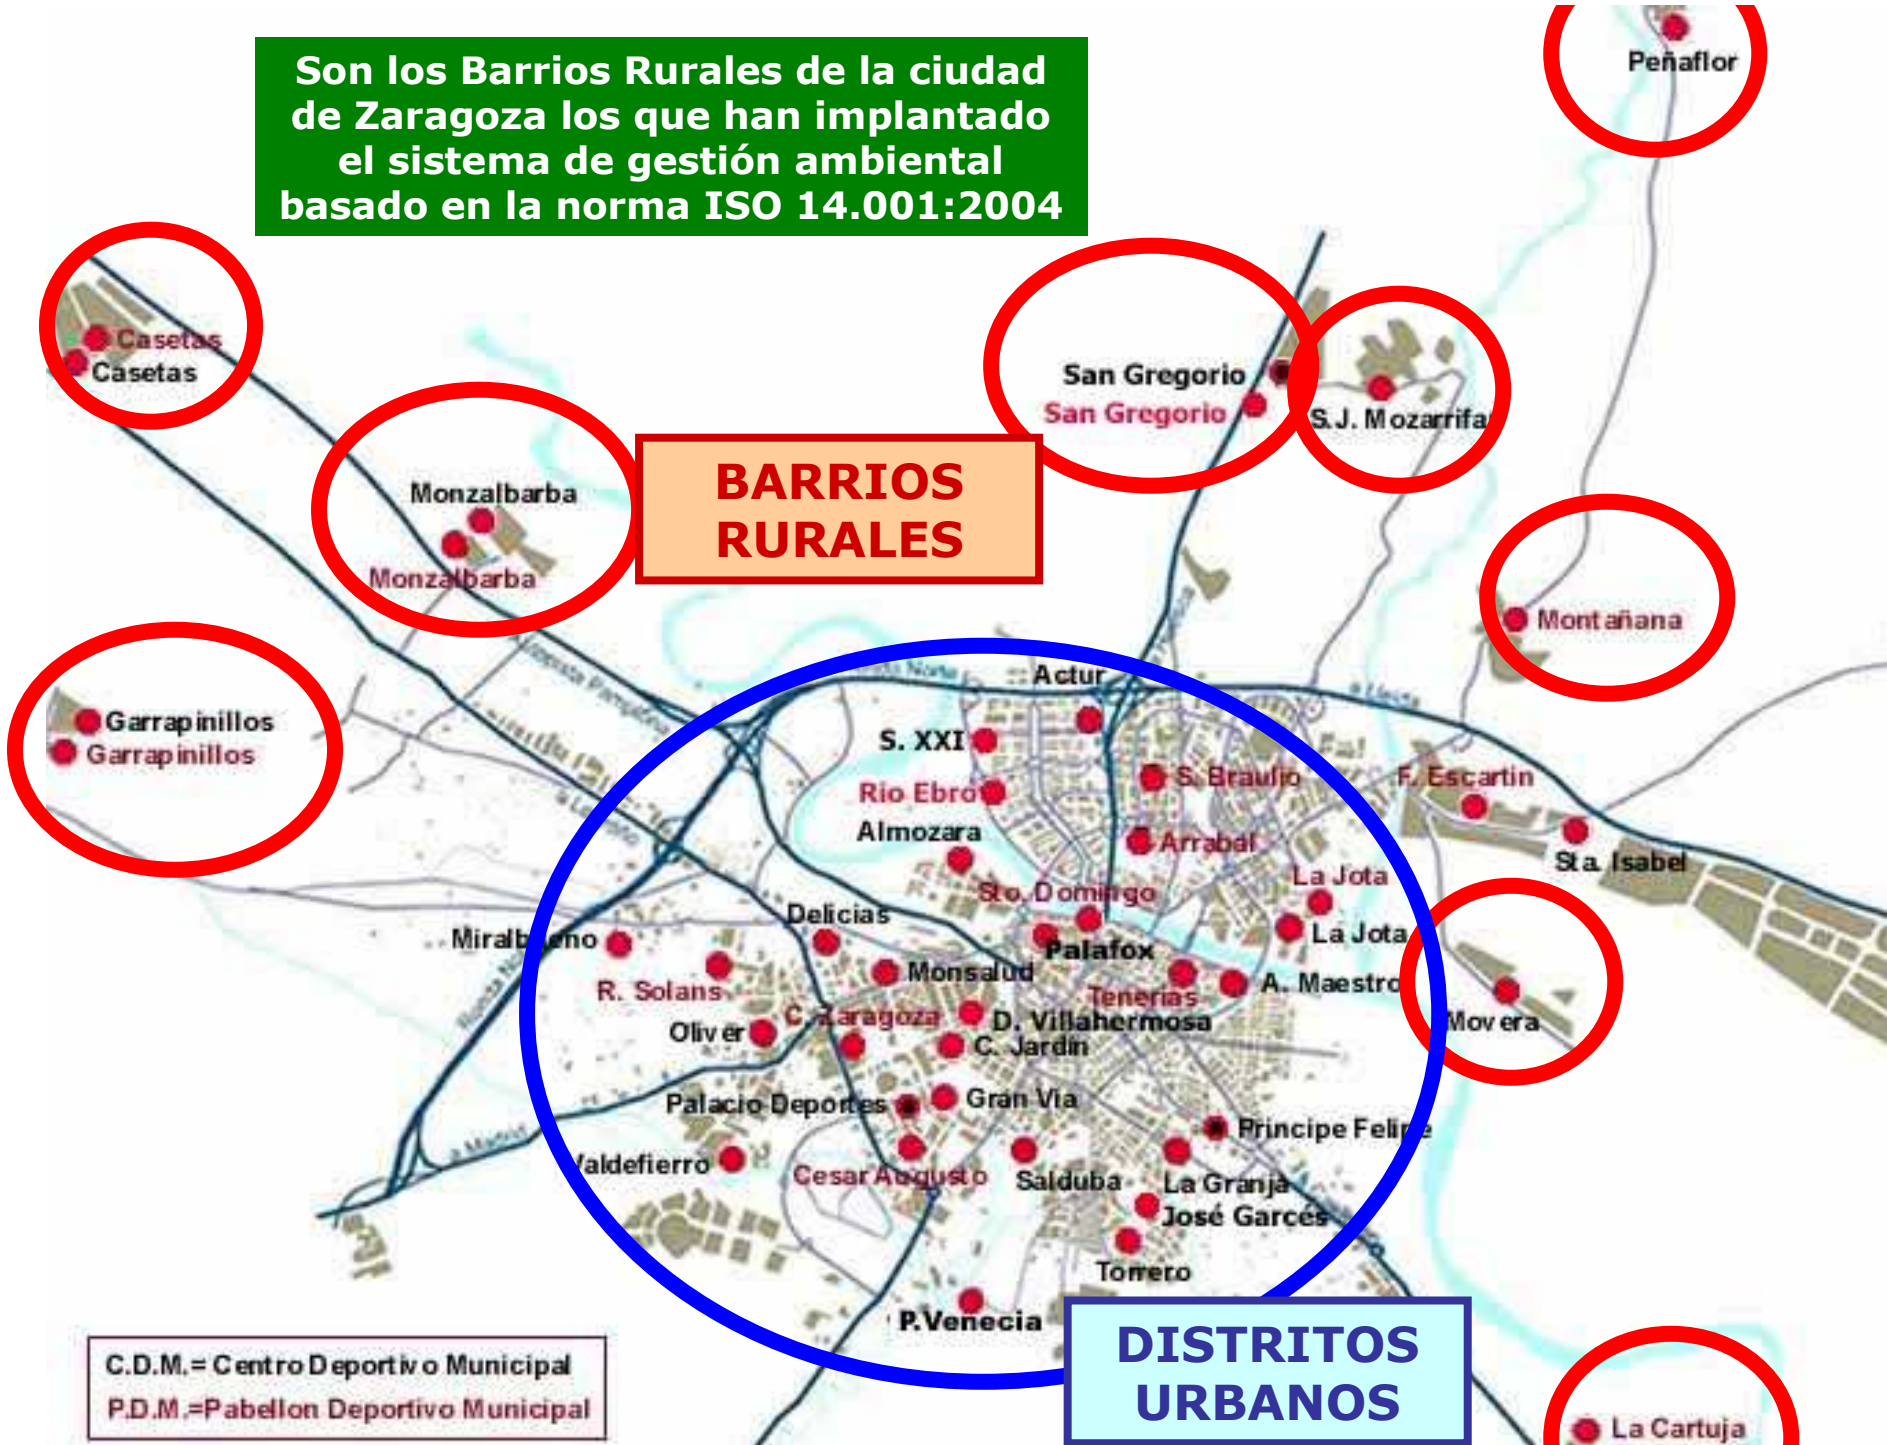 Peñaflor
Son los Barrios Rurales de la ciudad
de Zaragoza los que han implantado
el sistema de gestión ambiental
basado en la norma ISO 14.001:2004
Casetas
Casetas
San Gregorio
San Gregorio
S.J. Mozarrifa
BARRIOS
RURALES
Monzalbarba
Monzalbarba
Montañana
Garrapinillos
Garrapinillos
Actur
a Lleida
S. XXI
S. Braulio
F. Escartin
Rio Ebro
Almozara
Arrabal
Sta. Isabel
La Jota
Sto. Domingo
Delicias
La Jota
Miralbueno
Palafox
Monsalud
A. Maestro
R. Solans
Tenerias
C. Zaragoza
D. Villahermosa
Movera
Oliver
C. Jardin
Palacio Deportes
Gran Via
Principe Felipe
a Madrid
Valdefierro
Cesar Augusto
Salduba
La Granja
José Garcés
Torrero
P.Venecia
DISTRITOS
URBANOS
C.D.M.= Centro Deportivo Municipal
P.D.M.=Pabellon Deportivo Municipal
La Cartuja